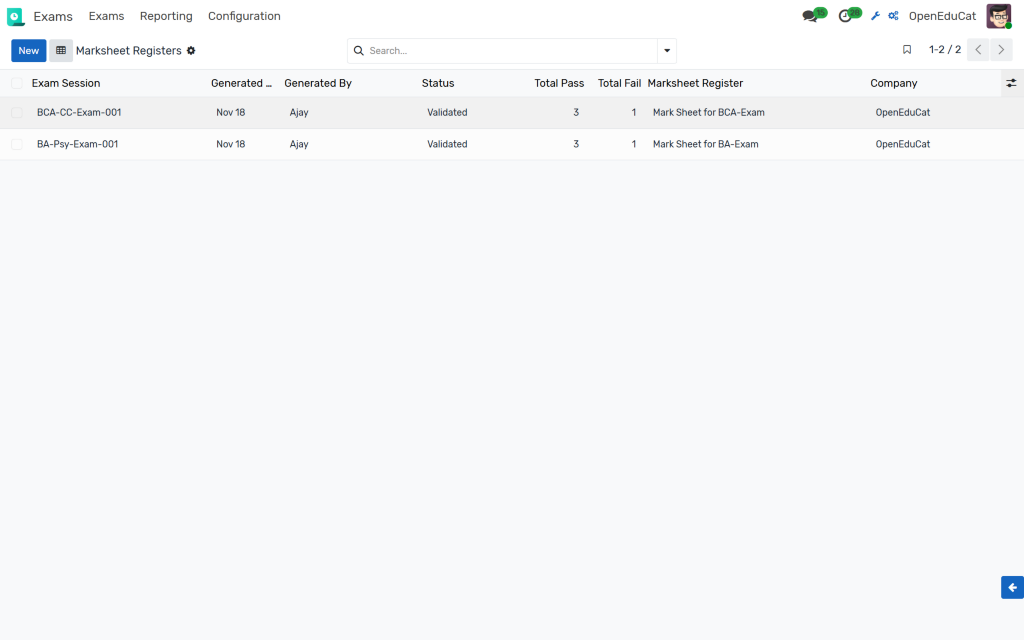 Exams Exams Reporting Configuration 15 28 OpenEduCat
New Marksheet Registers Search... 1-2 / 2
Exam Session Generated ... Generated By Status Total Pass Total Fail Marksheet Register Company
BCA-CC-Exam-001 Nov 18 Ajay Validated 3 1 Mark Sheet for BCA-Exam OpenEduCat
BA-Psy-Exam-001 Nov 18 Ajay Validated 3 1 Mark Sheet for BA-Exam OpenEduCat